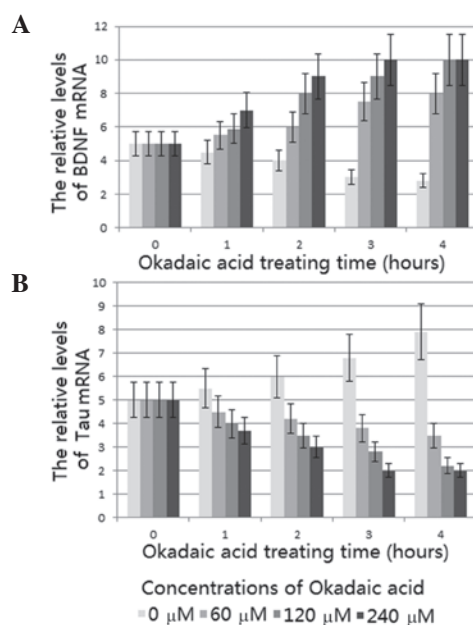 A
The relative levels
of BDNF mRNA
12
10
8
6
4
2
0
0 1 2 3 4
Okadaic acid treating time (hours)
B
The relative levels
of Tau mRNA
10
9
8
7
6
5
4
3
2
1
0
0 1 2 3 4
Okadaic acid treating time (hours)
Concentrations of Okadaic acid
0 μM 60 μM 120 μM 240 μM